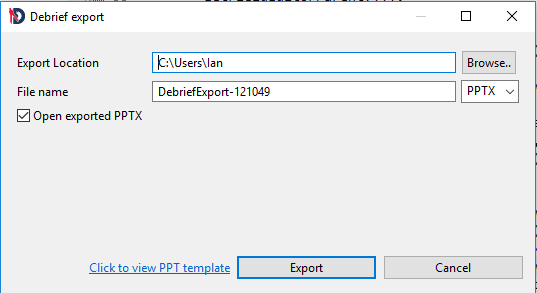 Debrief export
Export Location C:\Users\Ian Browse..
File name DebriefExport-121049 PPTX
Open exported PPTX
Click to view PPT template Export Cancel